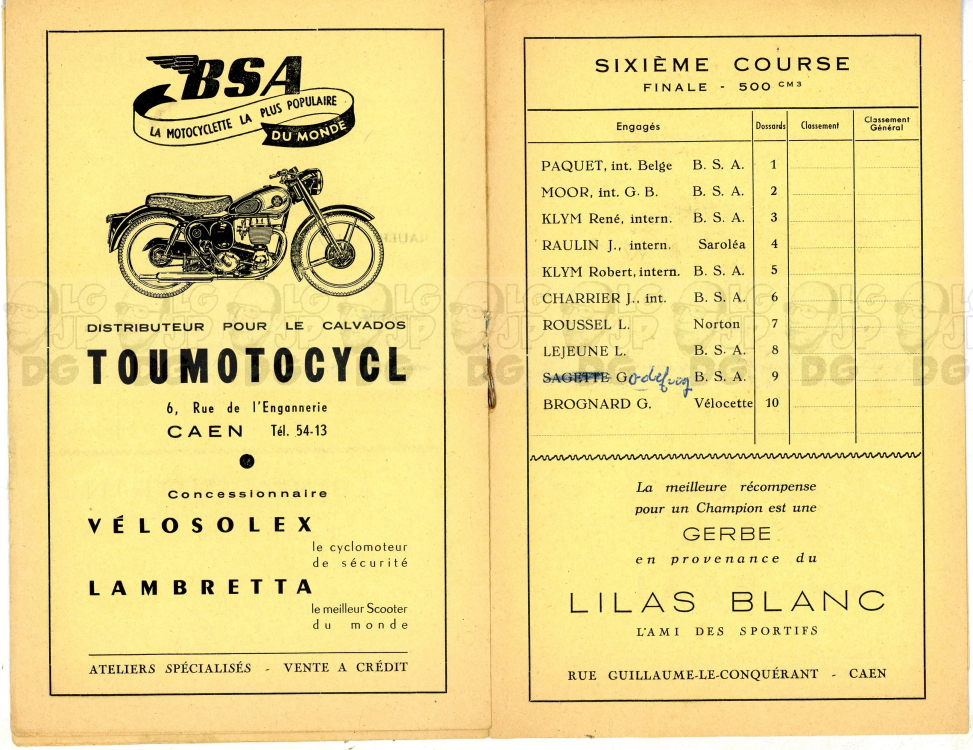 BSA
LA MOTOCYCLETTE LA PLUS POPULAIRE
DU MONDE
DISTRIBUTEUR POUR LE CALVADOS
TOUMOTOCYCL
6, Rue de l'Engannerie
CAEN Tél. 54-13
Concessionnaire
VÉLOSOLEX
le cyclomoteur
de sécurité
LAMBRETTA
le meilleur Scooter
du monde
ATELIERS SPÉCIALISÉS - VENTE A CRÉDIT
SIXIÈME COURSE
FINALE - 500 CM3
Engagés Dossards Classement Classement Général
PAQUET, int. Belge B. S. A. 1
MOOR, int. G. B. B. S. A. 2
KLYM René, intern. B. S. A. 3
RAULIN J., intern. Saroléa 4
KLYM Robert, intern. B. S. A. 5
CHARRIER J., int. B. S. A. 6
ROUSSEL L. Norton 7
LEJEUNE L. B. S. A. 8
SAGETTE G. B. S. A. 9
BROGNARD G. Vélocette 10
La meilleure récompense
pour un Champion est une
GERBE
en provenance du
LILAS BLANC
L'AMI DES SPORTIFS
RUE GUILLAUME-LE-CONQUÉRANT - CAEN
LG JP DG